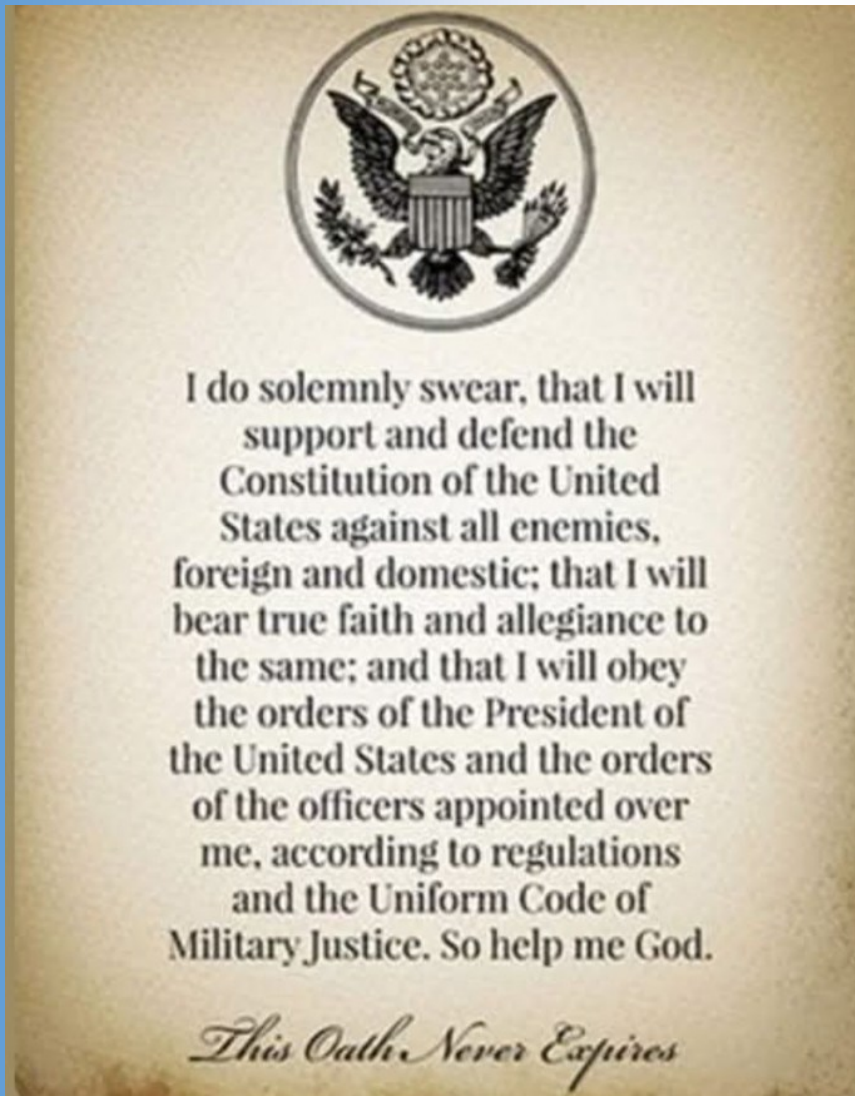 I do solemnly swear, that I will
support and defend the
Constitution of the United
States against all enemies,
foreign and domestic; that I will
bear true faith and allegiance to
the same; and that I will obey
the orders of the President of
the United States and the orders
of the officers appointed over
me, according to regulations
and the Uniform Code of
Military Justice. So help me God.
This Oath Never Expires